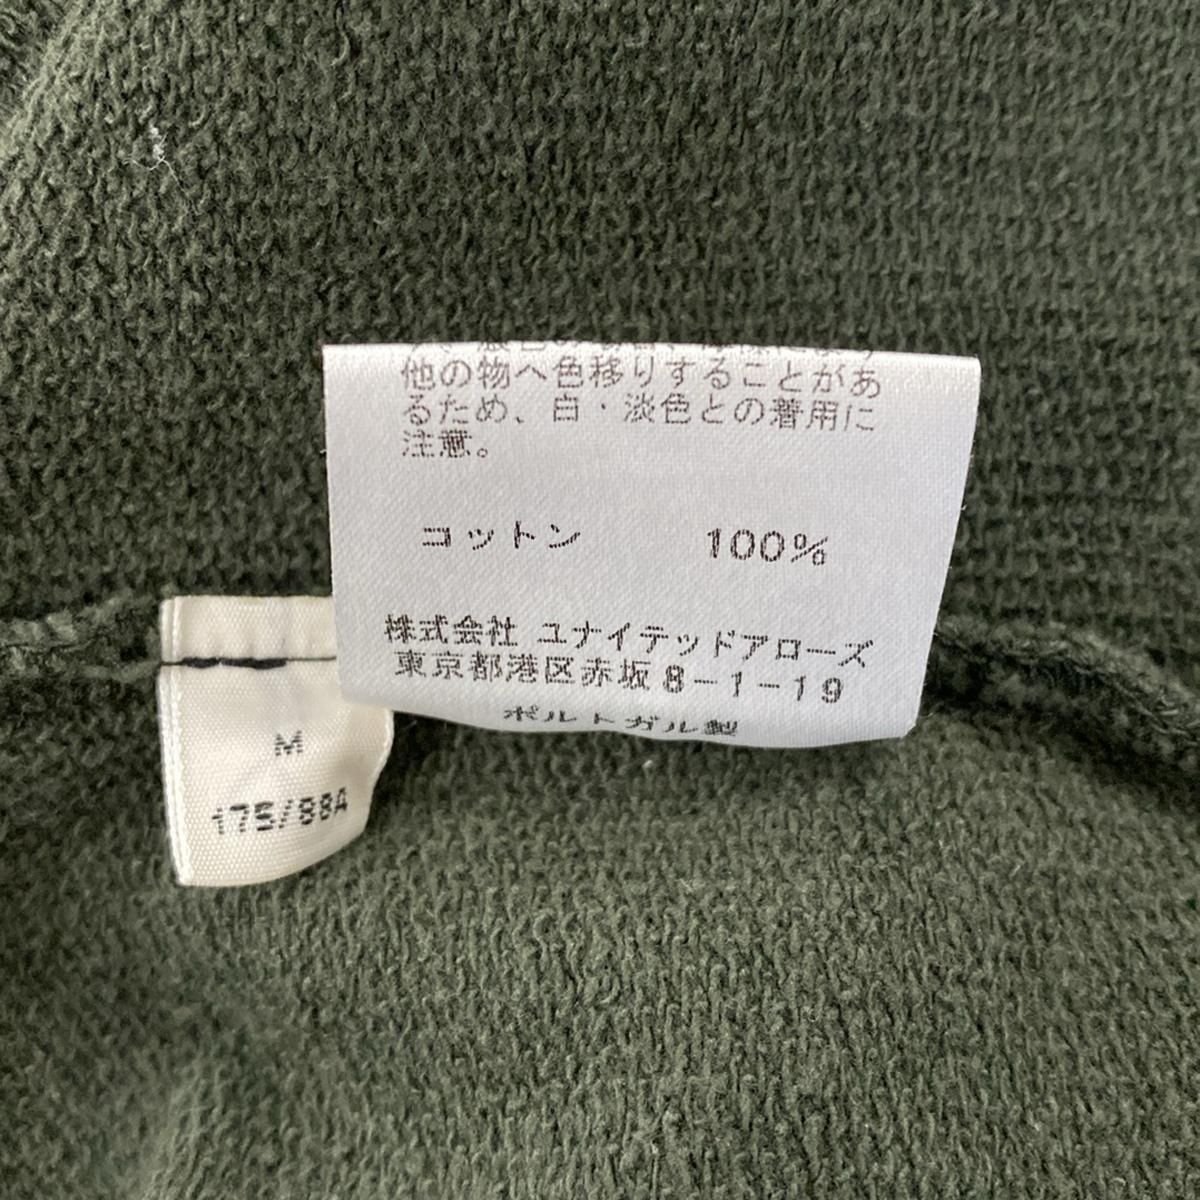 他の物へ色移りすることがあ
るため、白・淡色との着用に
注意。
コットン 100%
株式会社 ユナイテッドアローズ
東京都港区赤坂8-1-19
ポルトガル製
M
175/88A